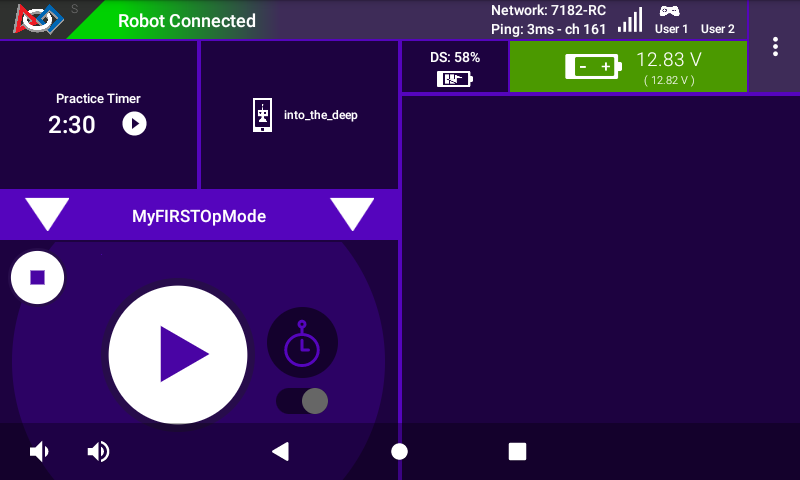 S
Robot Connected
Network: 7182-RC
Ping: 3ms - ch 161
User 1
User 2
DS: 58%
12.83 V
( 12.82 V )
Practice Timer
2:30
into_the_deep
MyFIRSTOpMode